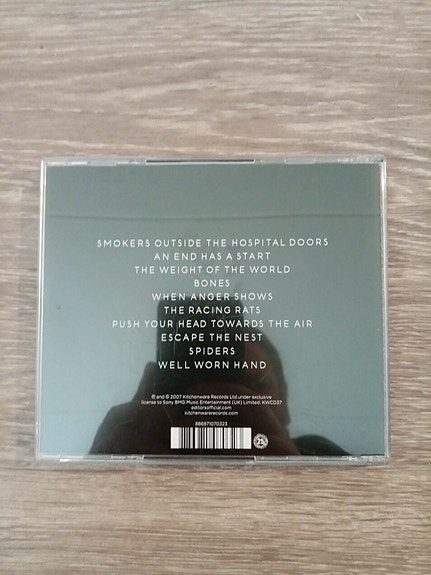 SMOKERS OUTSIDE THE HOSPITAL DOORS
AN END HAS A START
THE WEIGHT OF THE WORLD
BONES
WHEN ANGER SHOWS
THE RACING RATS
PUSH YOUR HEAD TOWARDS THE AIR
ESCAPE THE NEST
SPIDERS
WELL WORN HAND
℗ and © 2007 Kitchenware Records Ltd under exclusive
license to Sony BMG Music Entertainment (UK) Limited. KWCD37
editorsofficial.com
kitchenwarerecords.com
886971070323